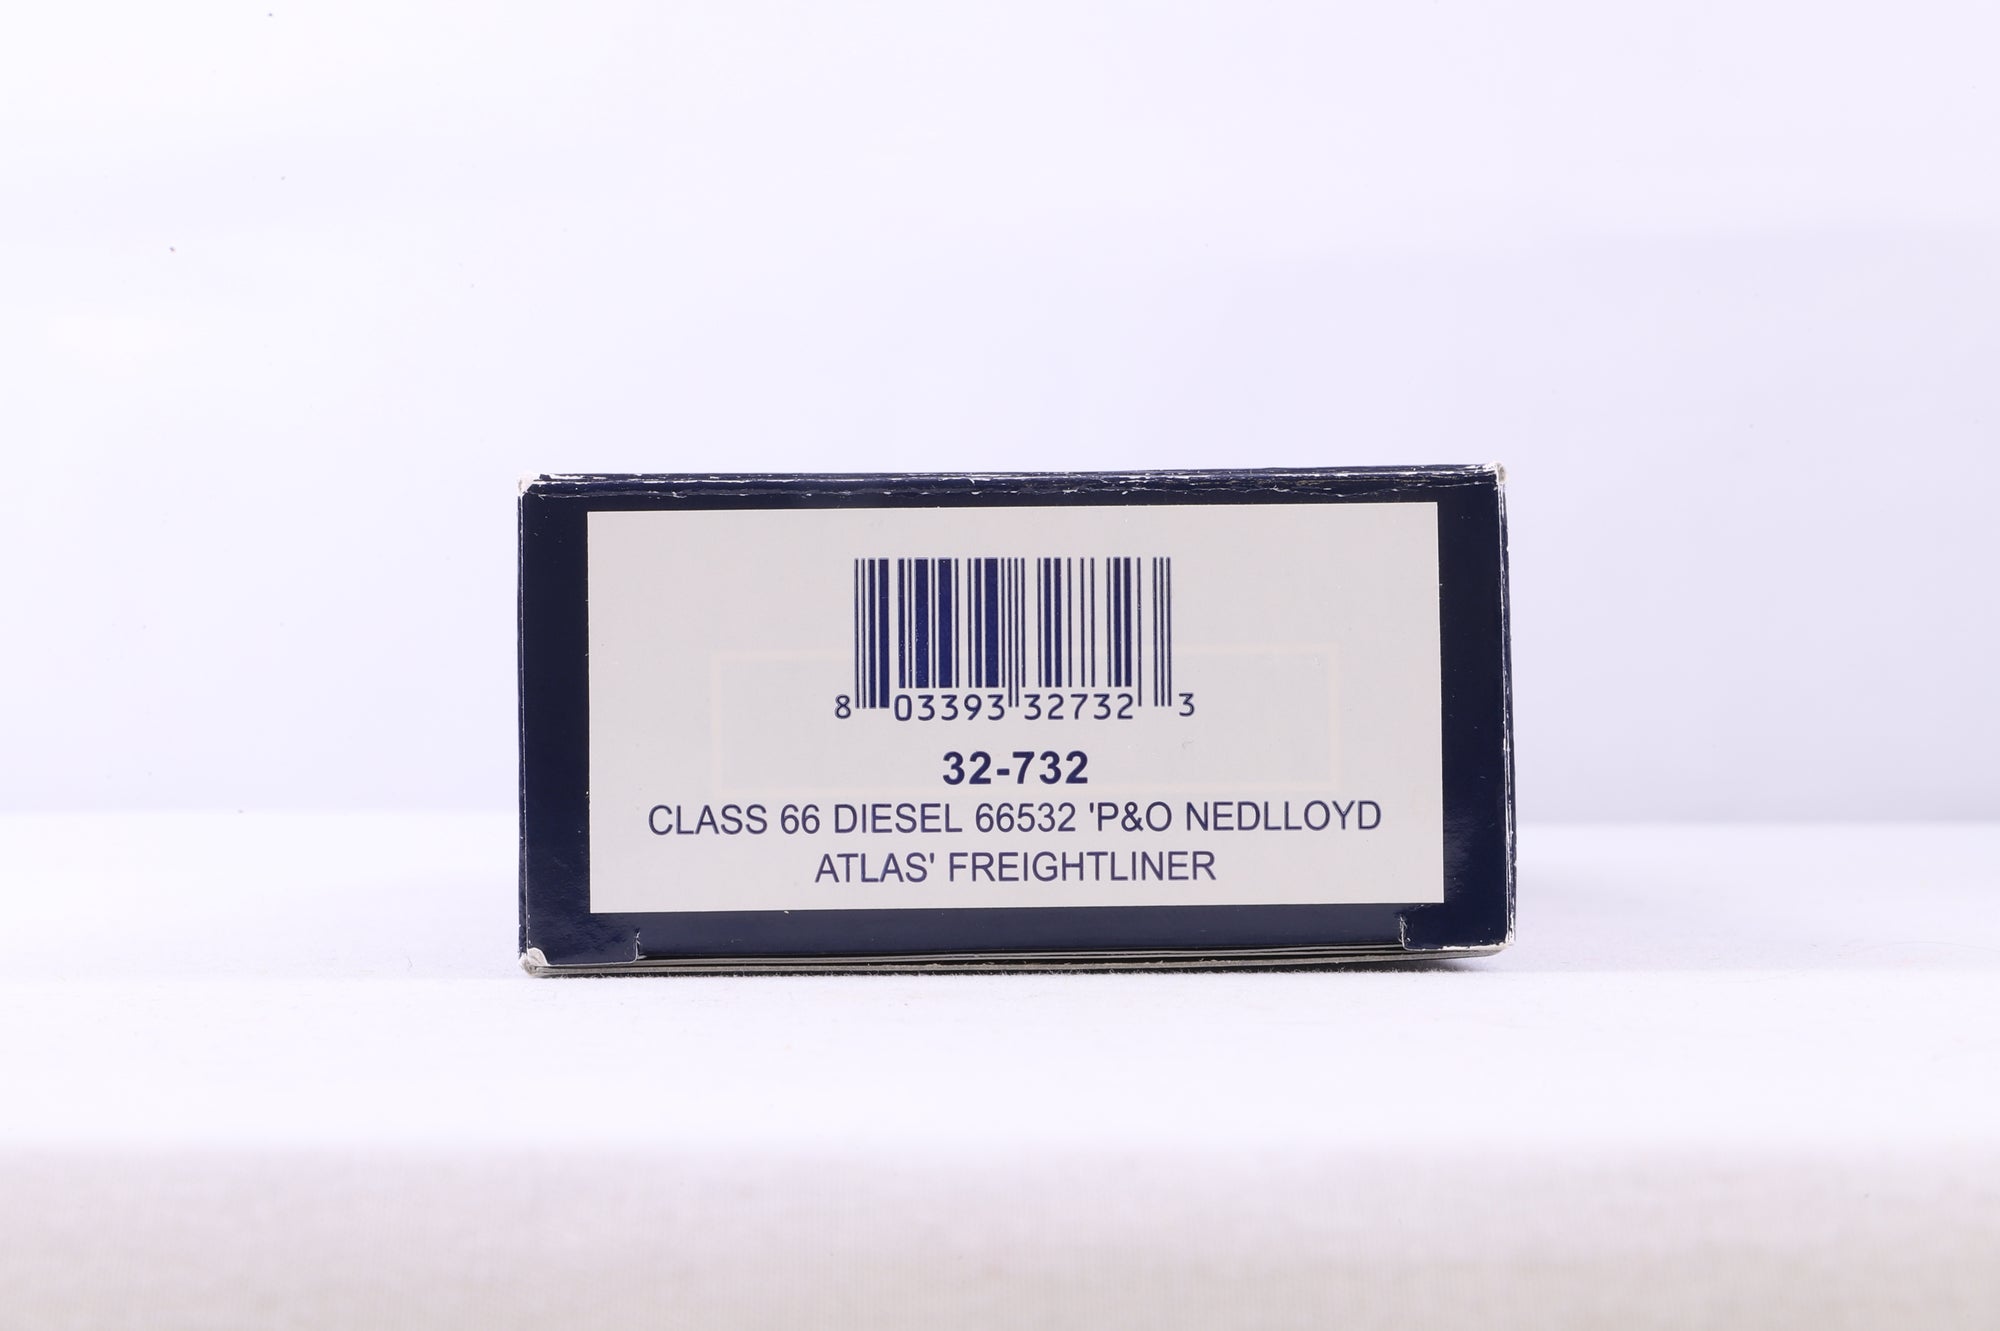 8 03393 32732 3
32-732
CLASS 66 DIESEL 66532 'P&O NEDLLOYD
ATLAS' FREIGHTLINER